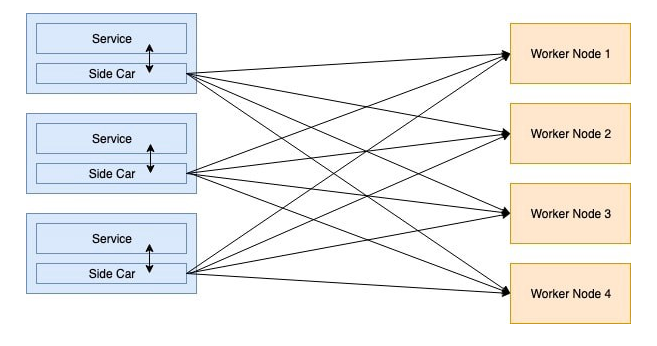 Service
Side Car
Service
Side Car
Service
Side Car
Worker Node 1
Worker Node 2
Worker Node 3
Worker Node 4